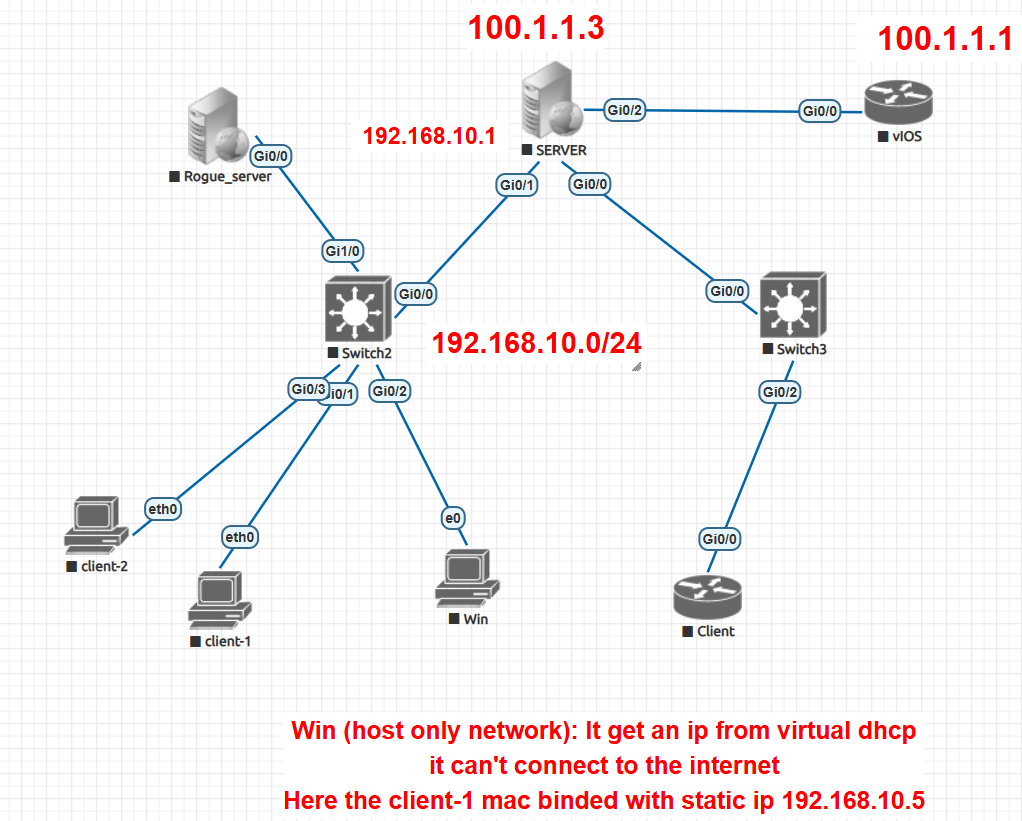 100.1.1.3
100.1.1.1
192.168.10.1
Gi0/2
Gi0/0
vIOS
SERVER
Gi0/0
Rogue_server
Gi0/1
Gi0/0
Gi1/0
Gi0/0
Gi0/0
192.168.10.0/24
Switch2
Switch3
Gi0/3
i0/1
Gi0/2
Gi0/2
eth0
eth0
e0
Gi0/0
client-2
client-1
Win
Client
Win (host only network): It get an ip from virtual dhcp
it can't connect to the internet
Here the client-1 mac binded with static ip 192.168.10.5